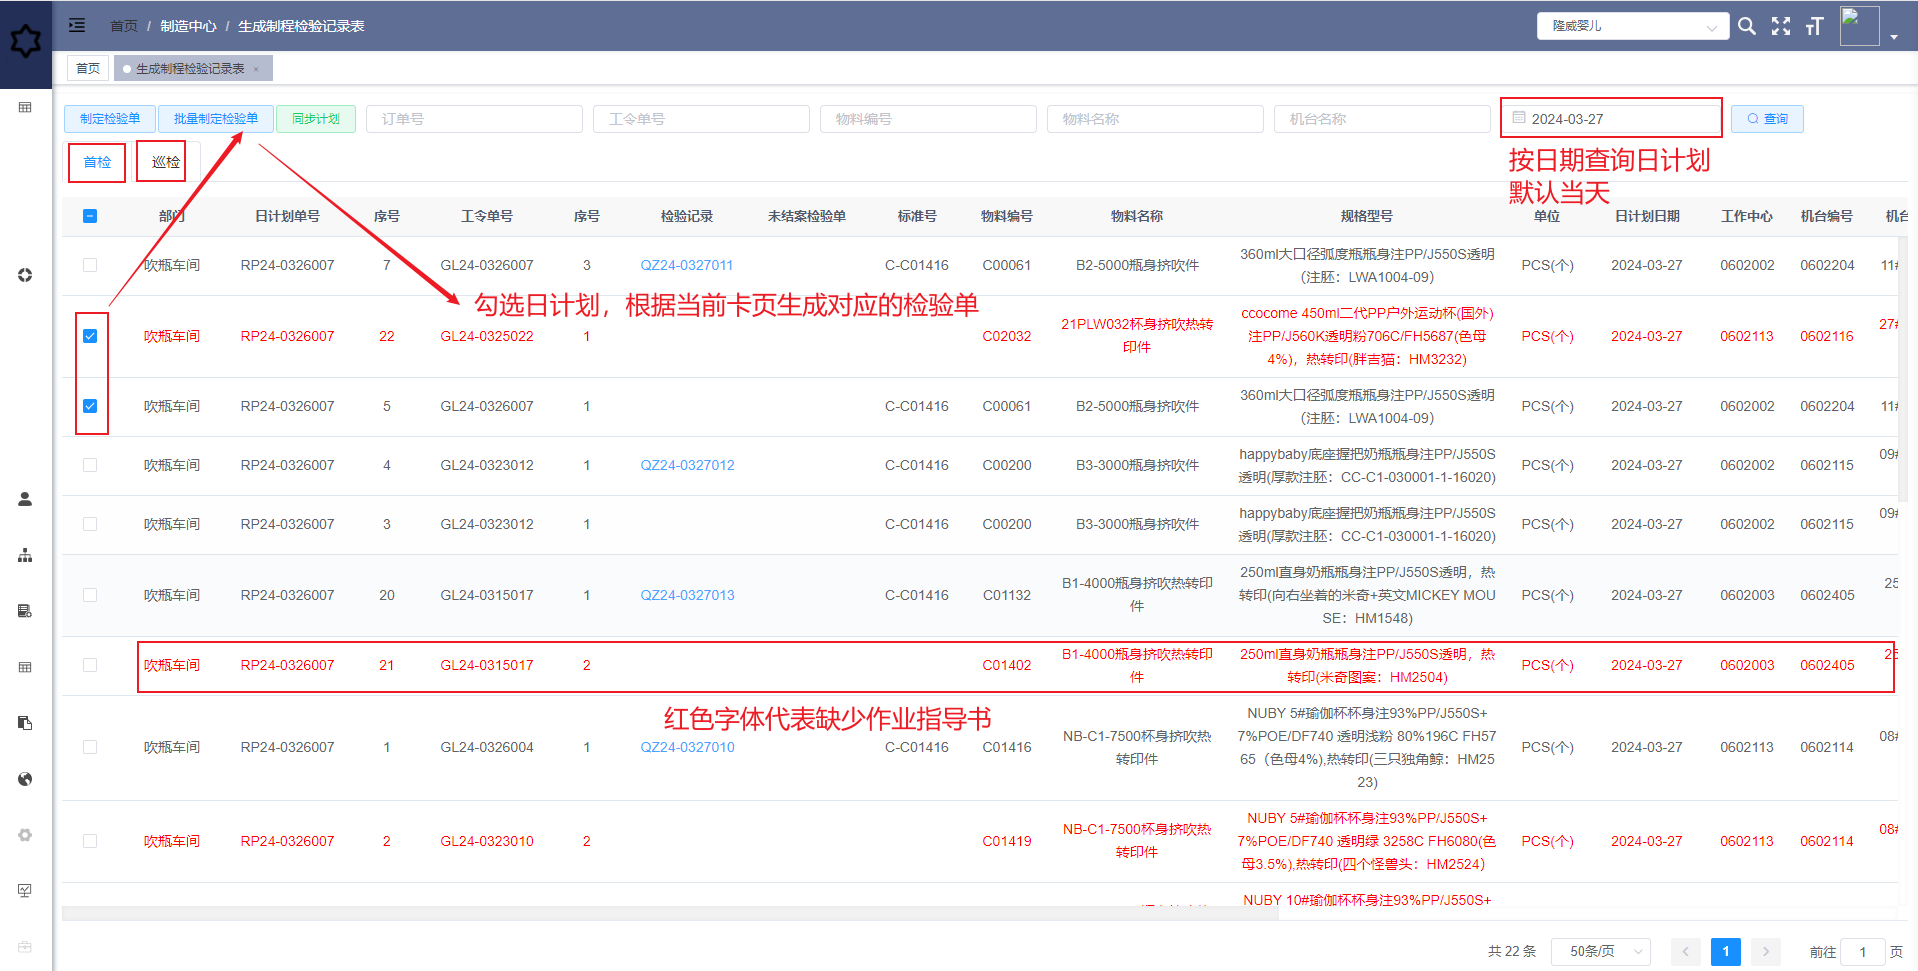 首页 / 制造中心 / 生成制程检验记录表
隆威婴儿
首页
生成制程检验记录表 ×
制定检验单 批量制定检验单 同步计划 订单号 工令单号 物料编号 物料名称 机台名称 2024-03-27 查询
首检 巡检
按日期查询日计划
默认当天
部门 日计划单号 序号 工令单号 序号 检验记录 未结案检验单 标准号 物料编号 物料名称 规格型号 单位 日计划日期 工作中心 机台编号 机台
吹瓶车间 RP24-0326007 7 GL24-0326007 3 QZ24-0327011 C-C01416 C00061 B2-5000瓶身挤吹件 360ml大口径弧度瓶瓶身注PP/J550S透明(注胚：LWA1004-09) PCS(个) 2024-03-27 0602002 0602204 11#
勾选日计划，根据当前卡页生成对应的检验单
吹瓶车间 RP24-0326007 22 GL24-0325022 1 C02032 21PLW032杯身挤吹热转印件 ccocome 450ml二代PP户外运动杯(国外)注PP/J560K透明粉706C/FH5687(色母4%)，热转印(胖吉猫：HM3232) PCS(个) 2024-03-27 0602113 0602116 27#
吹瓶车间 RP24-0326007 5 GL24-0326007 1 C-C01416 C00061 B2-5000瓶身挤吹件 360ml大口径弧度瓶瓶身注PP/J550S透明(注胚：LWA1004-09) PCS(个) 2024-03-27 0602002 0602204 11#
吹瓶车间 RP24-0326007 4 GL24-0323012 1 QZ24-0327012 C-C01416 C00200 B3-3000瓶身挤吹件 happybaby底座握把奶瓶瓶身注PP/J550S透明(厚款注胚：CC-C1-030001-1-16020) PCS(个) 2024-03-27 0602002 0602115 09#
吹瓶车间 RP24-0326007 3 GL24-0323012 1 C-C01416 C00200 B3-3000瓶身挤吹件 happybaby底座握把奶瓶瓶身注PP/J550S透明(厚款注胚：CC-C1-030001-1-16020) PCS(个) 2024-03-27 0602002 0602115 09#
吹瓶车间 RP24-0326007 20 GL24-0315017 1 QZ24-0327013 C-C01416 C01132 B1-4000瓶身挤吹热转印件 250ml直身奶瓶瓶身注PP/J550S透明，热转印(向右坐着的米奇+英文MICKEY MOUSE：HM1548) PCS(个) 2024-03-27 0602003 0602405 25
吹瓶车间 RP24-0326007 21 GL24-0315017 2 C01402 B1-4000瓶身挤吹热转印件 250ml直身奶瓶瓶身注PP/J550S透明，热转印(米奇图案：HM2504) PCS(个) 2024-03-27 0602003 0602405 25
红色字体代表缺少作业指导书
吹瓶车间 RP24-0326007 1 GL24-0326004 1 QZ24-0327010 C-C01416 C01416 NB-C1-7500杯身挤吹热转印件 NUBY 5#瑜伽杯杯身注93%PP/J550S+7%POE/DF740 透明浅粉 80%196C FH5765（色母4%),热转印(三只独角鲸：HM2523) PCS(个) 2024-03-27 0602113 0602114 08#
吹瓶车间 RP24-0326007 2 GL24-0323010 2 C01419 NB-C1-7500杯身挤吹热转印件 NUBY 5#瑜伽杯杯身注93%PP/J550S+7%POE/DF740 透明绿 3258C FH6080(色母3.5%),热转印(四个怪兽头：HM2524) PCS(个) 2024-03-27 0602113 0602114 08#
NUBY 10#瑜伽杯杯身注93%PP/J550S+
共 22 条 50条/页 1 前往 1 页